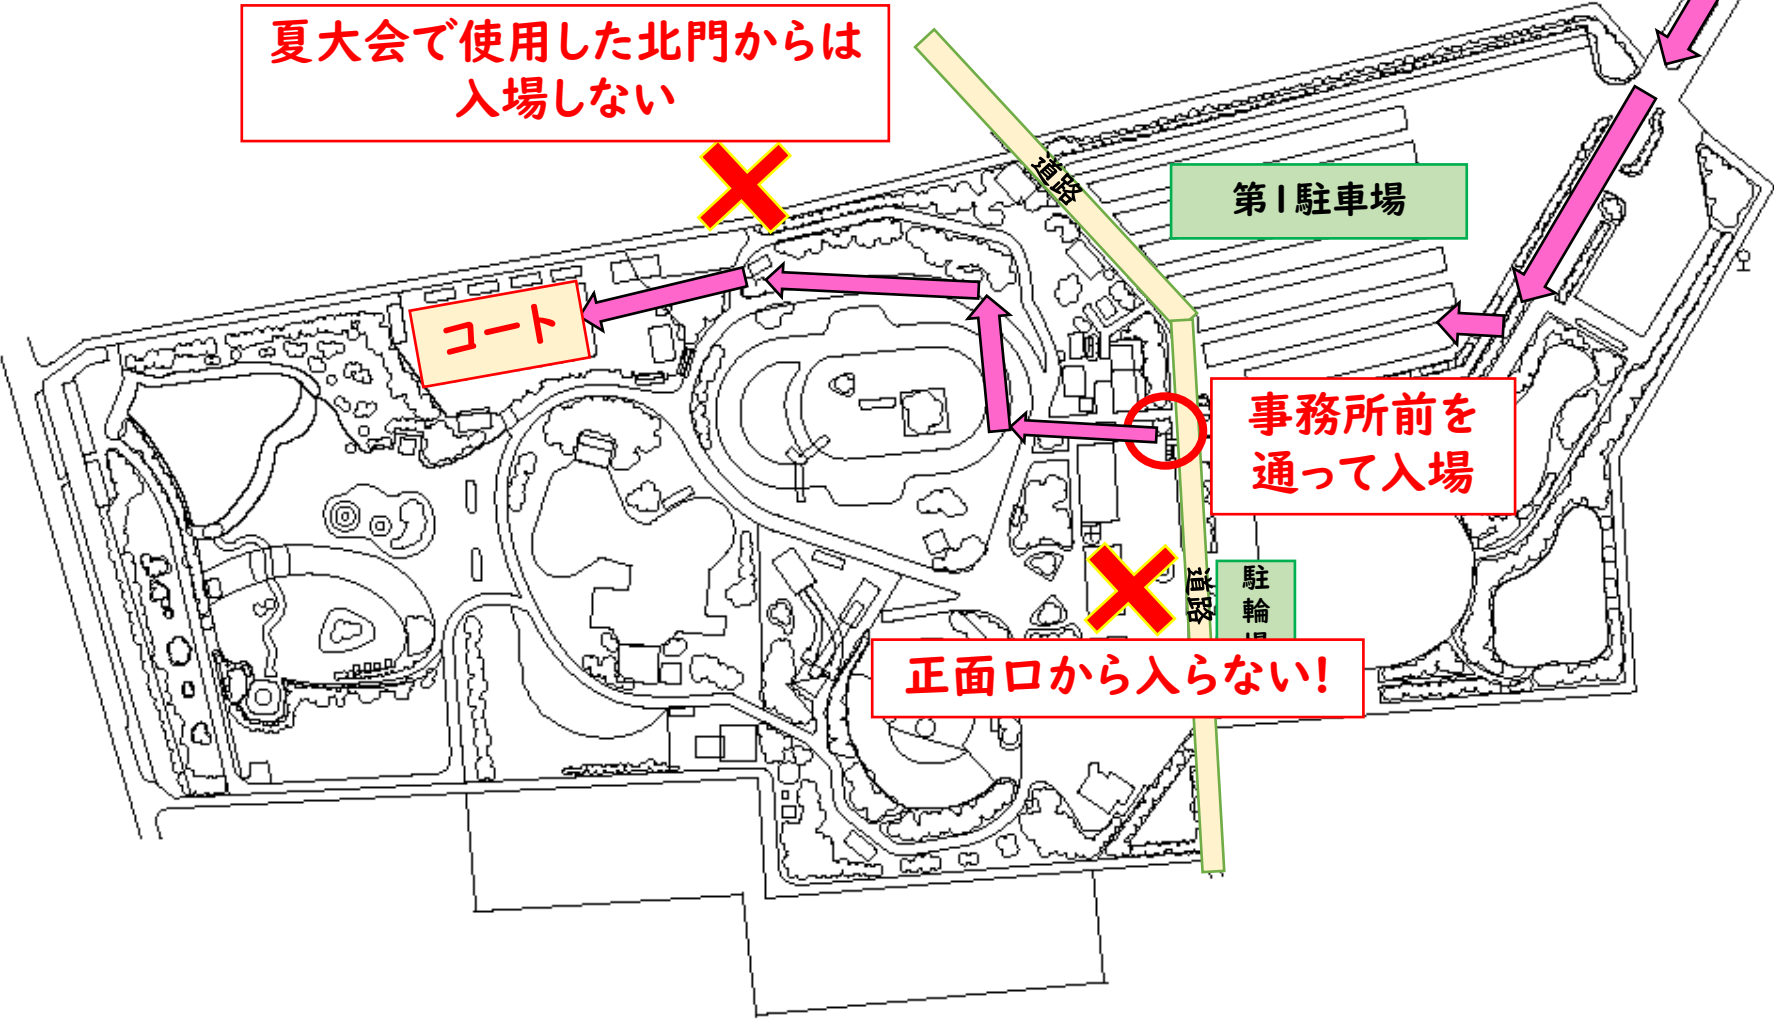 夏大会で使用した北門からは
入場しない
道路
第1駐車場
コート
事務所前を
通って入場
道路
駐
輪
正面口から入らない!